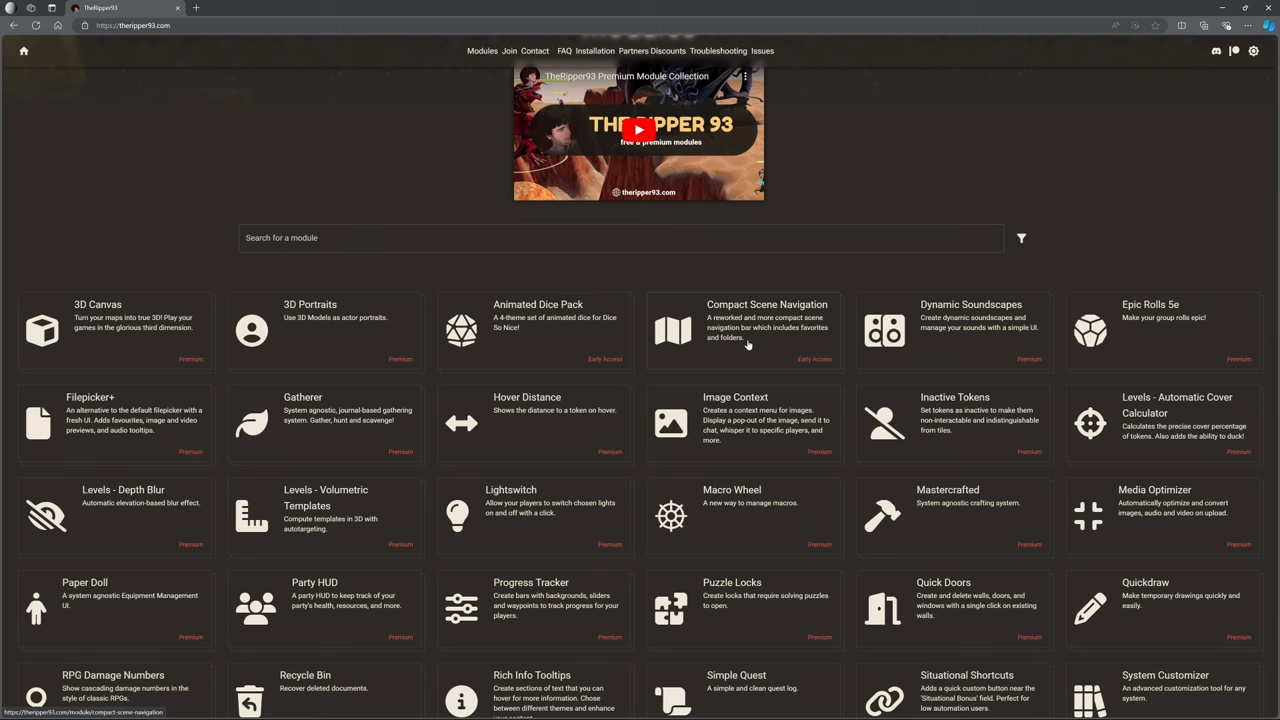 TheRipper93
https://theripper93.com
Modules Join Contact FAQ Installation Partners Discounts Troubleshooting Issues
TheRipper93 Premium Module Collection
free & premium modules
theripper93.com
Search for a module
3D Canvas
Turn your maps into true 3D! Play your
games in the glorious third dimension.
Premium
3D Portraits
Use 3D Models as actor portraits.
Premium
Animated Dice Pack
A 4-theme set of animated dice for Dice
So Nice!
Early Access
Compact Scene Navigation
A reworked and more compact scene
navigation bar which includes favorites
and folders.
Early Access
Dynamic Soundscapes
Create dynamic soundscapes and
manage your sounds with a simple UI.
Premium
Epic Rolls 5e
Make your group rolls epic!
Premium
Filepicker+
An alternative to the default filepicker with a
fresh UI. Adds favourites, image and video
previews, and audio tooltips.
Premium
Gatherer
System agnostic, journal-based gathering
system. Gather, hunt and scavenge!
Premium
Hover Distance
Shows the distance to a token on hover.
Premium
Image Context
Creates a context menu for images.
Display a pop-out of the image, send it to
chat, whisper it to specific players, and
more.
Premium
Inactive Tokens
Set tokens as inactive to make them
non-interactable and indistinguishable
from tiles.
Premium
Levels - Automatic Cover
Calculator
Calculates the precise cover percentage
of tokens. Also adds the ability to duck!
Premium
Levels - Depth Blur
Automatic elevation-based blur effect.
Premium
Levels - Volumetric
Templates
Compute templates in 3D with
autotargeting.
Premium
Lightswitch
Allow your players to switch chosen lights
on and off with a click.
Premium
Macro Wheel
A new way to manage macros.
Premium
Mastercrafted
System agnostic crafting system.
Premium
Media Optimizer
Automatically optimize and convert
images, audio and video on upload.
Premium
Paper Doll
A system agnostic Equipment Management
UI.
Premium
Party HUD
A party HUD to keep track of your
party's health, resources, and more.
Premium
Progress Tracker
Create bars with backgrounds, sliders
and waypoints to track progress for your
players.
Premium
Puzzle Locks
Create locks that require solving puzzles
to open.
Premium
Quick Doors
Create and delete walls, doors, and
windows with a single click on existing
walls.
Premium
Quickdraw
Make temporary drawings quickly and
easily.
Premium
RPG Damage Numbers
Show cascading damage numbers in the
style of classic RPGs.
Recycle Bin
Recover deleted documents.
Rich Info Tooltips
Create sections of text that you can
hover for more information. Chose
between different themes and enhance
Simple Quest
A simple and clean quest log.
Situational Shortcuts
Adds a quick custom button near the
'Situational Bonus' field. Perfect for
low automation users.
System Customizer
An advanced customization tool for any
system.
https://theripper93.com/module/compact-scene-navigation